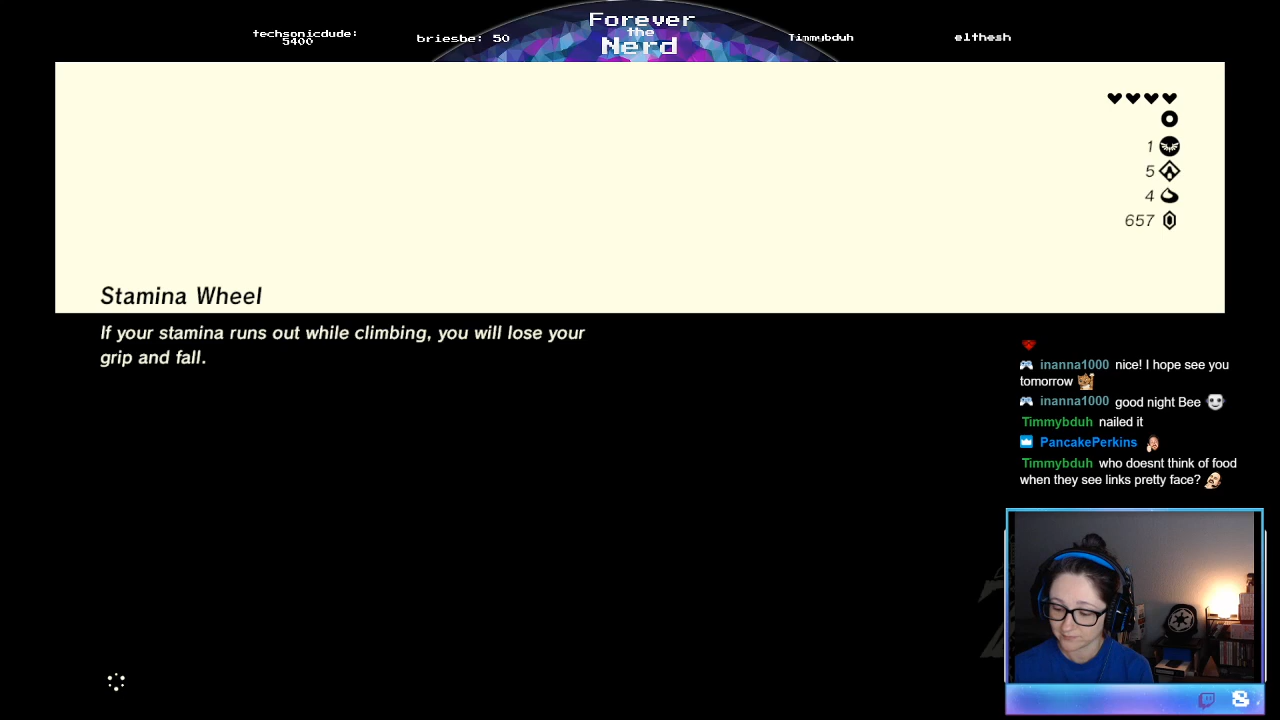 Forever
the
Nerd
techsonicdude:
5400
briesbe: 50
Timmybduh
elthesh
1
5
4
657
Stamina Wheel
If your stamina runs out while climbing, you will lose your
grip and fall.
inanna1000 nice! I hope see you
tomorrow
inanna1000 good night Bee
Timmybduh nailed it
PancakePerkins
Timmybduh who doesnt think of food
when they see links pretty face?